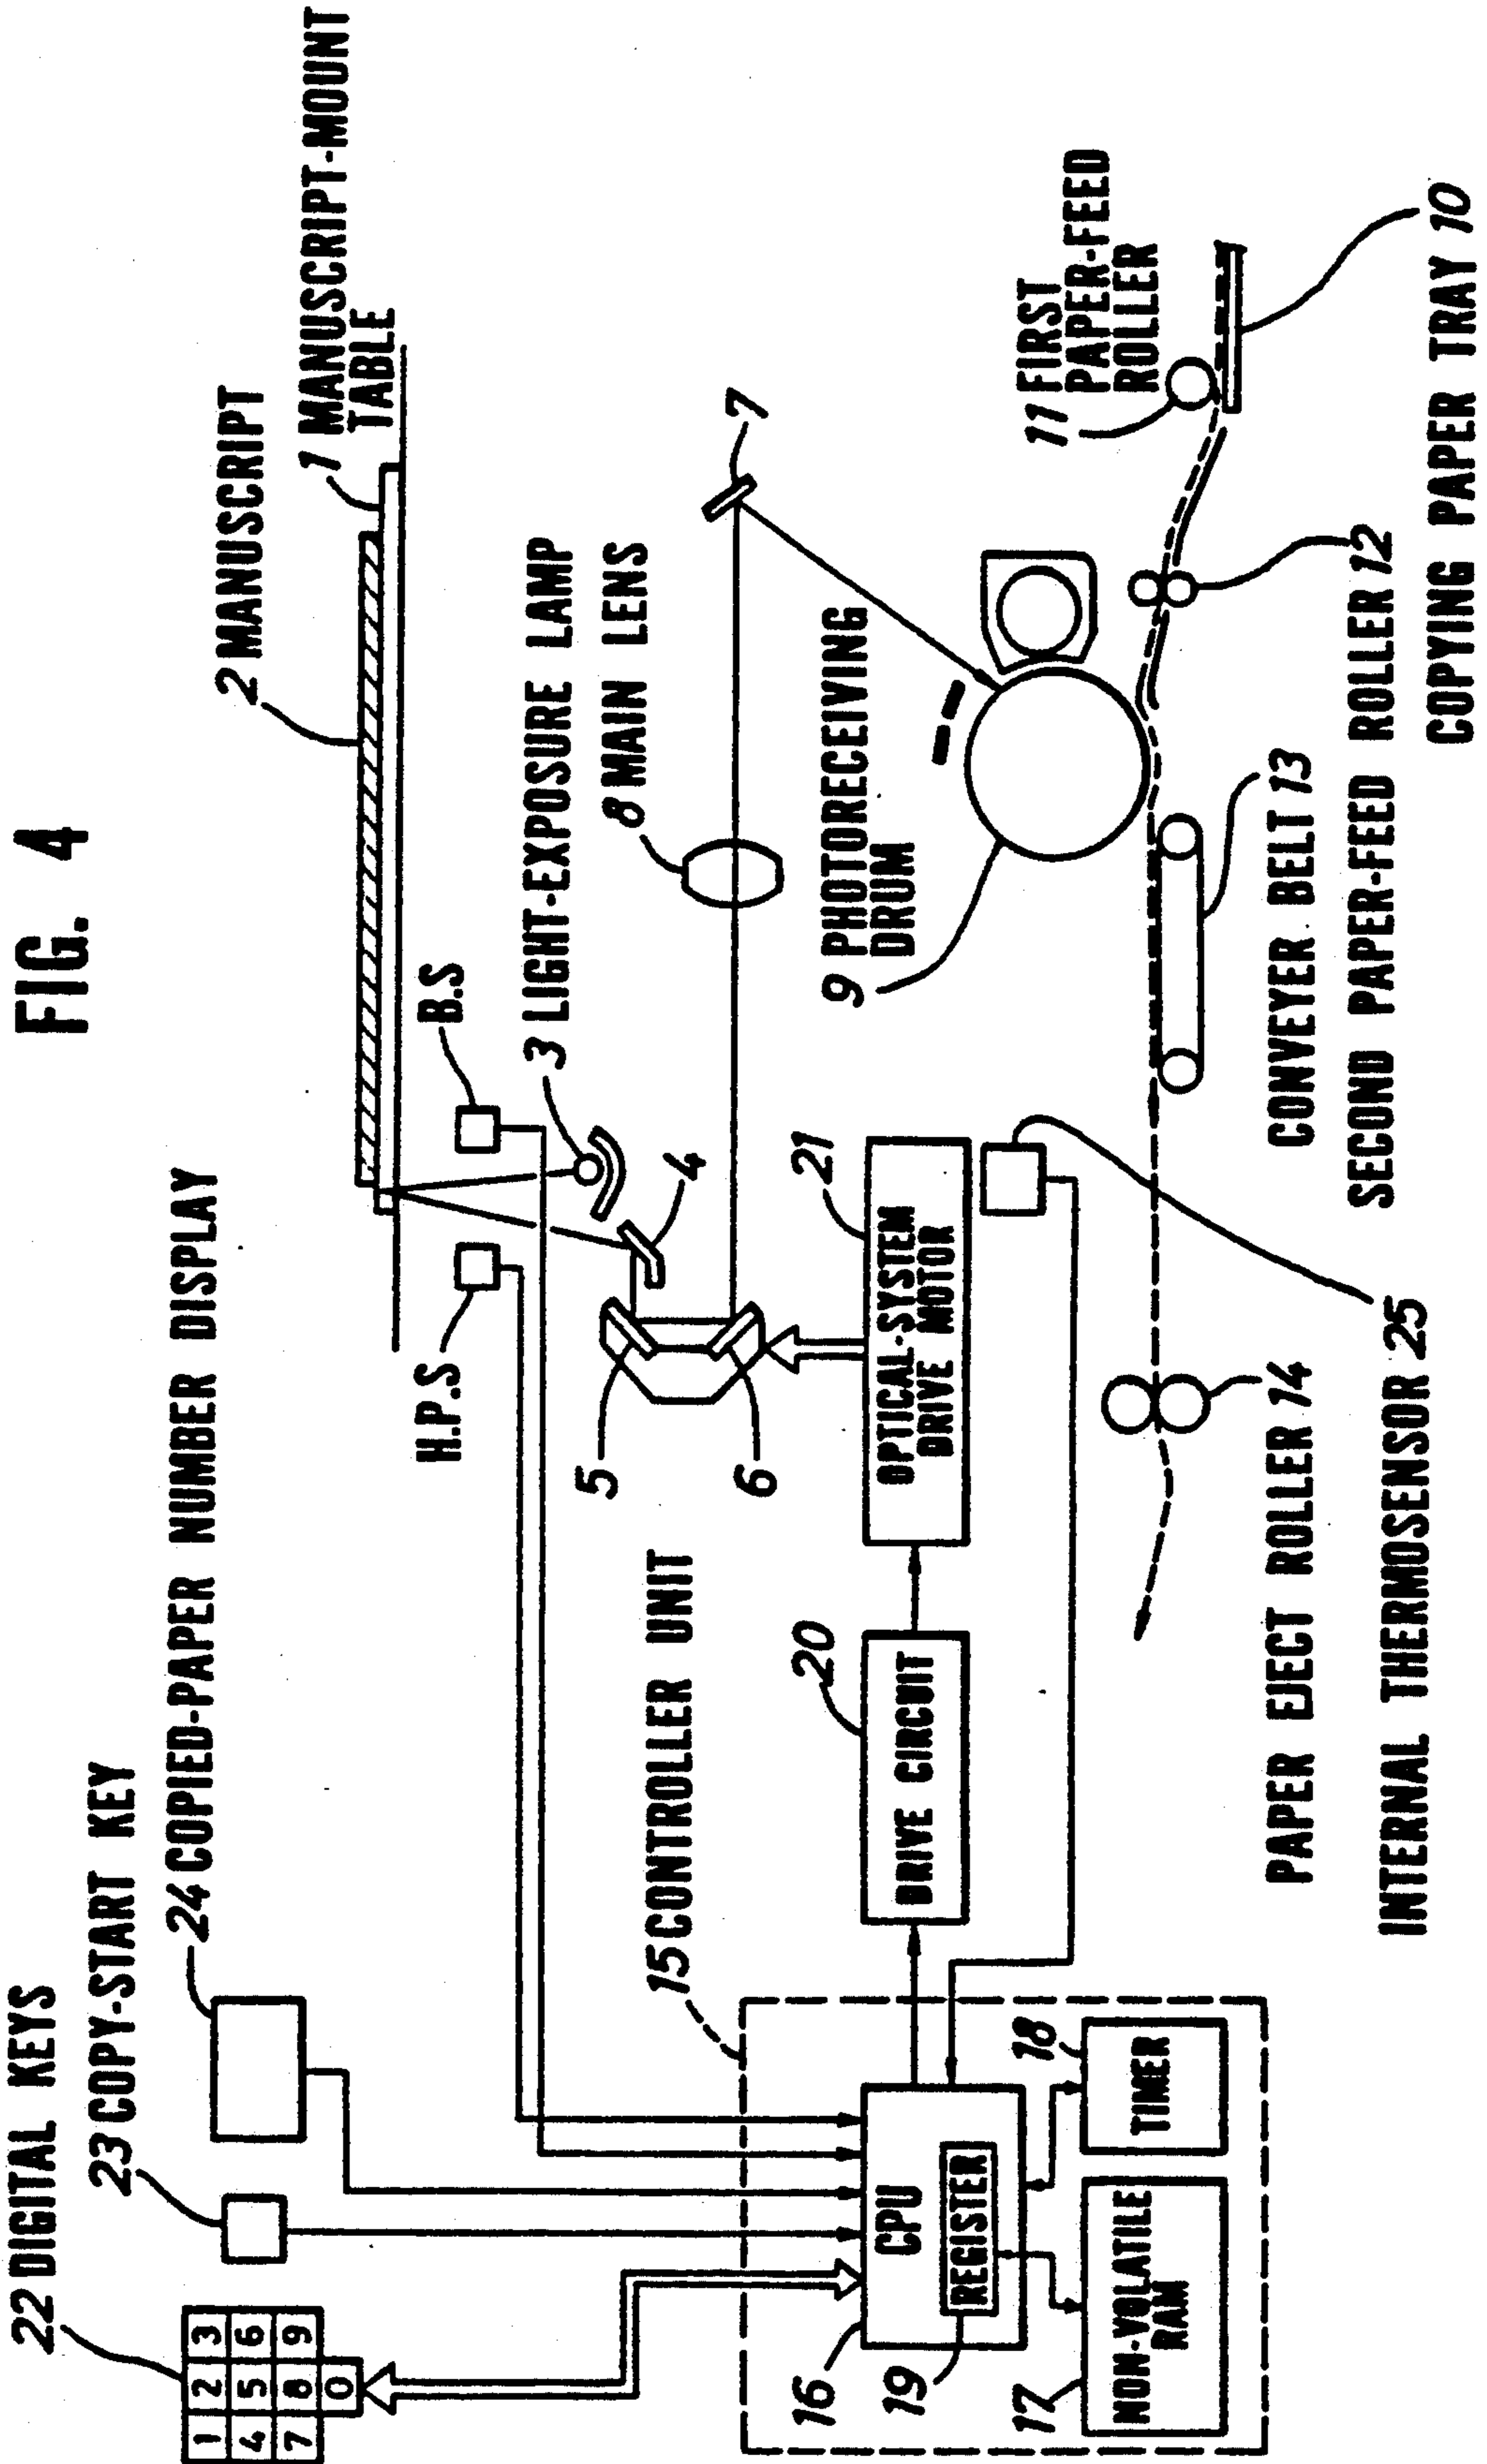 FIG. 4
22 DIGITAL KEYS
23 COPY-START KEY
24 COPIED-PAPER NUMBER DISPLAY
2 MANUSCRIPT
1 MANUSCRIPT-MOUNT
TABLE
1 2 3
4 5 6
7 8 9
0
H.P.S
B.S
3 LIGHT-EXPOSURE LAMP
8 MAIN LENS
4
5
6
7
15 CONTROLLER UNIT
9 PHOTORECEIVING
DRUM
11 FIRST
PAPER-FEED
ROLLER
16
CPU
19
REGISTER
17
NON-VOLATILE
RAM
18
TIMER
20
DRIVE CIRCUIT
21
OPTICAL-SYSTEM
DRIVE MOTOR
PAPER EJECT ROLLER 14
CONVEYER BELT 13
SECOND PAPER-FEED ROLLER 12
INTERNAL THERMOSENSOR 25
COPYING PAPER TRAY 10